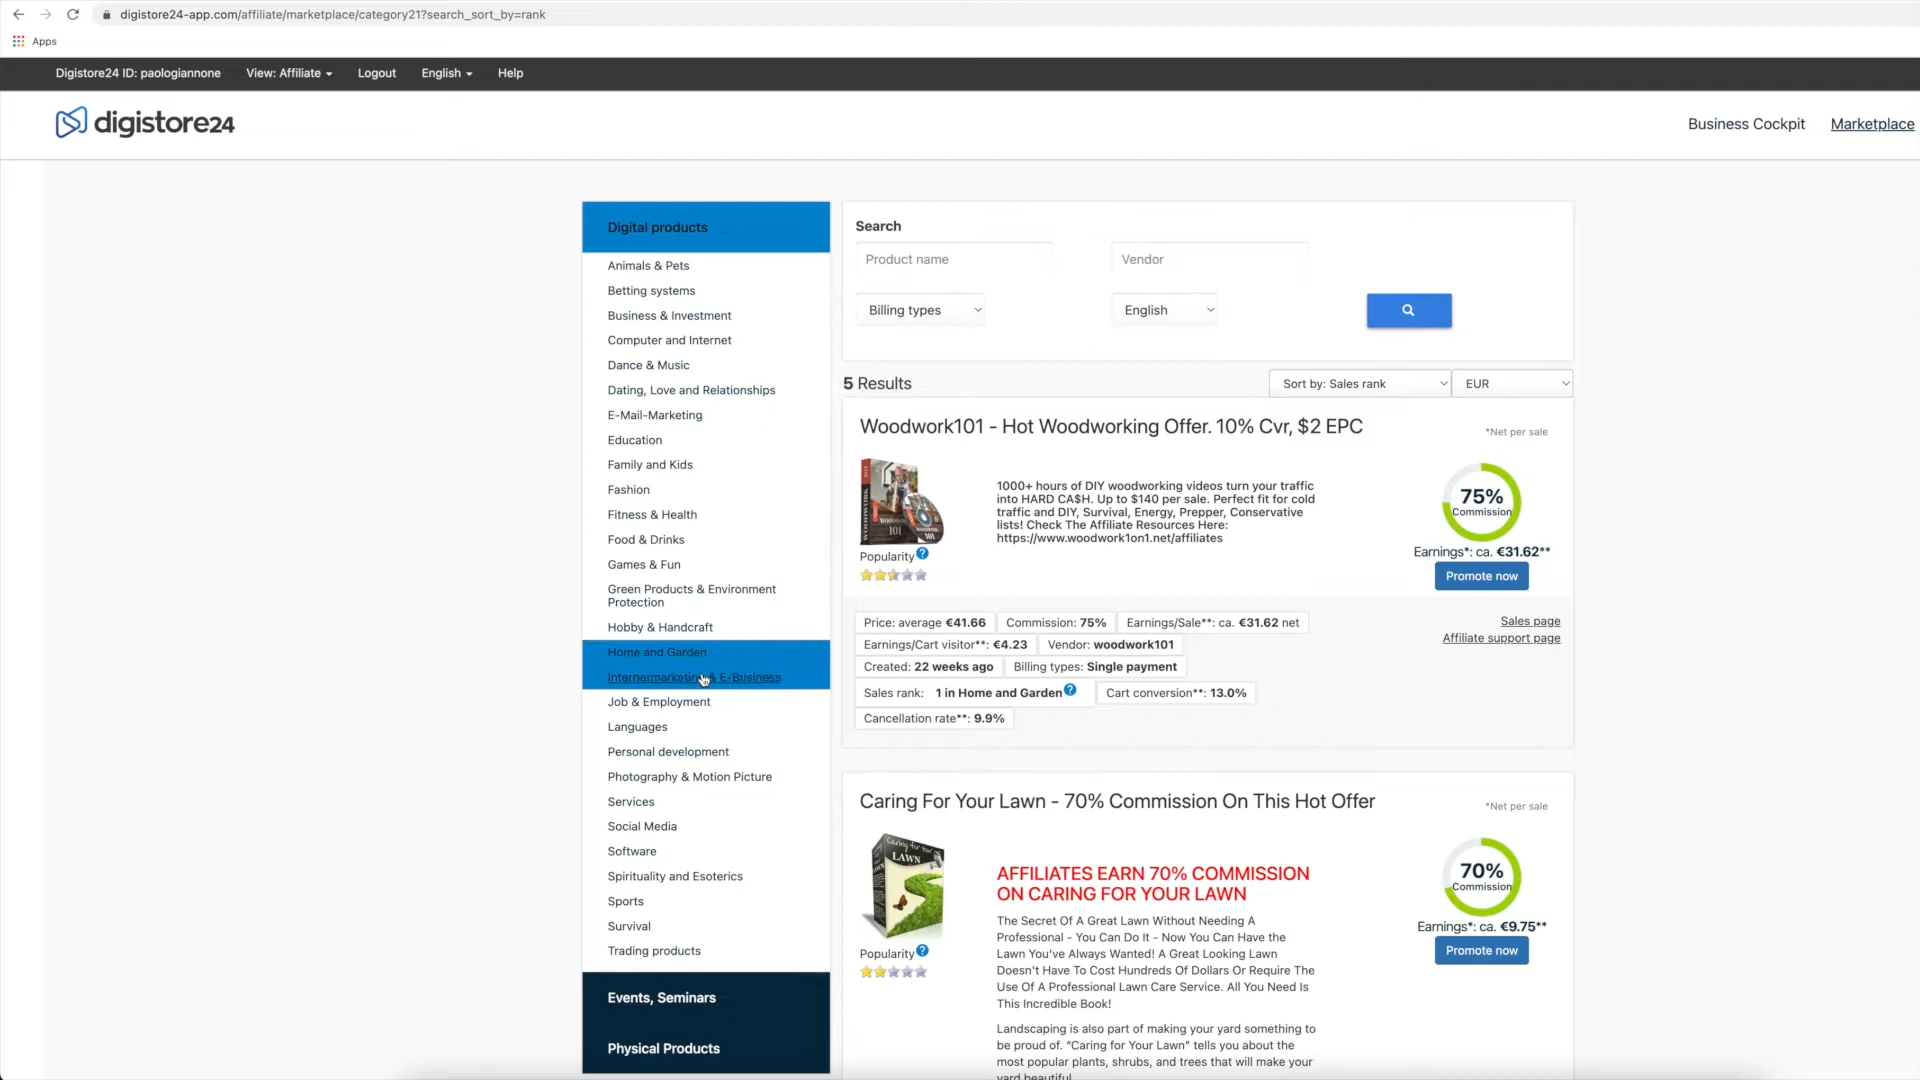 digistore24-app.com/affiliate/marketplace/category21?search_sort_by=rank
Apps
Digistore24 ID: paologiannone View: Affiliate Logout English Help
digistore24
Business Cockpit Marketplace
Digital products
Animals & Pets
Betting systems
Business & Investment
Computer and Internet
Dance & Music
Dating, Love and Relationships
E-Mail-Marketing
Education
Family and Kids
Fashion
Fitness & Health
Food & Drinks
Games & Fun
Green Products & Environment
Protection
Hobby & Handcraft
Home and Garden
Internermarketing & E-Business
Job & Employment
Languages
Personal development
Photography & Motion Picture
Services
Social Media
Software
Spirituality and Esoterics
Sports
Survival
Trading products
Events, Seminars
Physical Products
Search
Product name Vendor
Billing types English
5 Results
Sort by: Sales rank EUR
Woodwork101 - Hot Woodworking Offer. 10% Cvr, $2 EPC
*Net per sale
WOODWORK
101
Popularity
1000+ hours of DIY woodworking videos turn your traffic
into HARD CA$H. Up to $140 per sale. Perfect fit for cold
traffic and DIY, Survival, Energy, Prepper, Conservative
lists! Check The Affiliate Resources Here:
https://www.woodwork1on1.net/affiliates
75%
Commission
Earnings*: ca. €31.62**
Promote now
Price: average €41.66 Commission: 75% Earnings/Sale**: ca. €31.62 net
Earnings/Cart visitor**: €4.23 Vendor: woodwork101
Created: 22 weeks ago Billing types: Single payment
Sales rank: 1 in Home and Garden Cart conversion**: 13.0%
Cancellation rate**: 9.9%
Sales page
Affiliate support page
Caring For Your Lawn - 70% Commission On This Hot Offer
*Net per sale
Caring for Your
LAWN
Popularity
AFFILIATES EARN 70% COMMISSION
ON CARING FOR YOUR LAWN
The Secret Of A Great Lawn Without Needing A
Professional - You Can Do It - Now You Can Have the
Lawn You've Always Wanted! A Great Looking Lawn
Doesn't Have To Cost Hundreds Of Dollars Or Require The
Use Of A Professional Lawn Care Service. All You Need Is
This Incredible Book!
Landscaping is also part of making your yard something to
be proud of. “Caring for Your Lawn” tells you about the
most popular plants, shrubs, and trees that will make your
yard beautiful.
70%
Commission
Earnings*: ca. €9.75**
Promote now